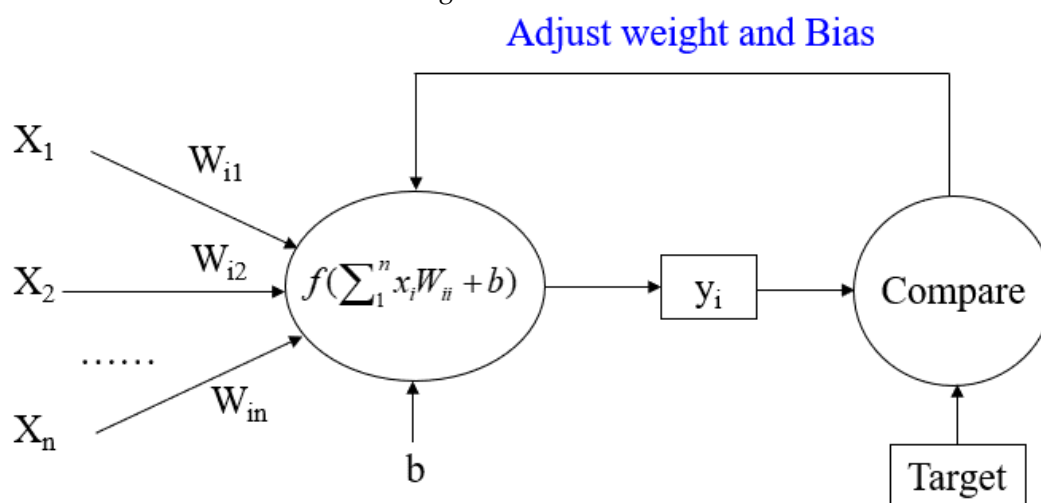 Adjust weight and Bias
X₁
Wᵢ₁
X₂
Wᵢ₂
f(∑₁ⁿ xᵢWᵢᵢ + b)
yᵢ
Compare
......
Wᵢₙ
Xₙ
b
Target